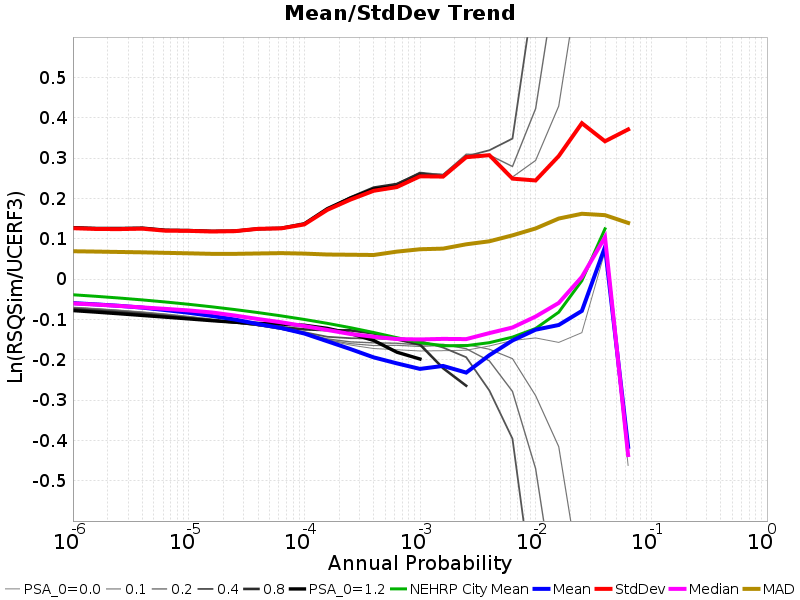 Mean/StdDev Trend
Ln(RSQSim/UCERF3)
0.5
0.4
0.3
0.2
0.1
0
-0.1
-0.2
-0.3
-0.4
-0.5
10^-6 10^-5 10^-4 10^-3 10^-2 10^-1 10^0
Annual Probability
PSA_0=0.0 0.1 0.2 0.4 0.8 PSA_0=1.2 NEHRP City Mean Mean StdDev Median MAD